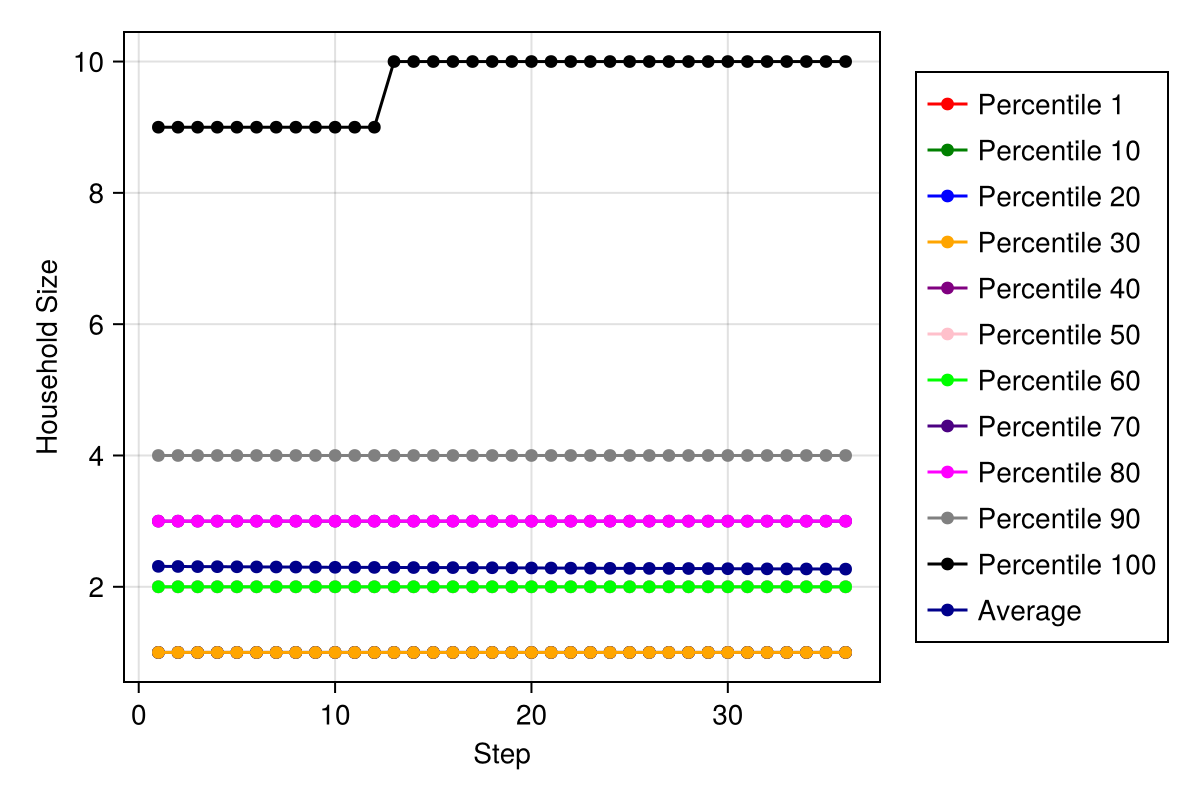 10
8
6
4
2
Household Size
0 10 20 30
Step
Percentile 1
Percentile 10
Percentile 20
Percentile 30
Percentile 40
Percentile 50
Percentile 60
Percentile 70
Percentile 80
Percentile 90
Percentile 100
Average